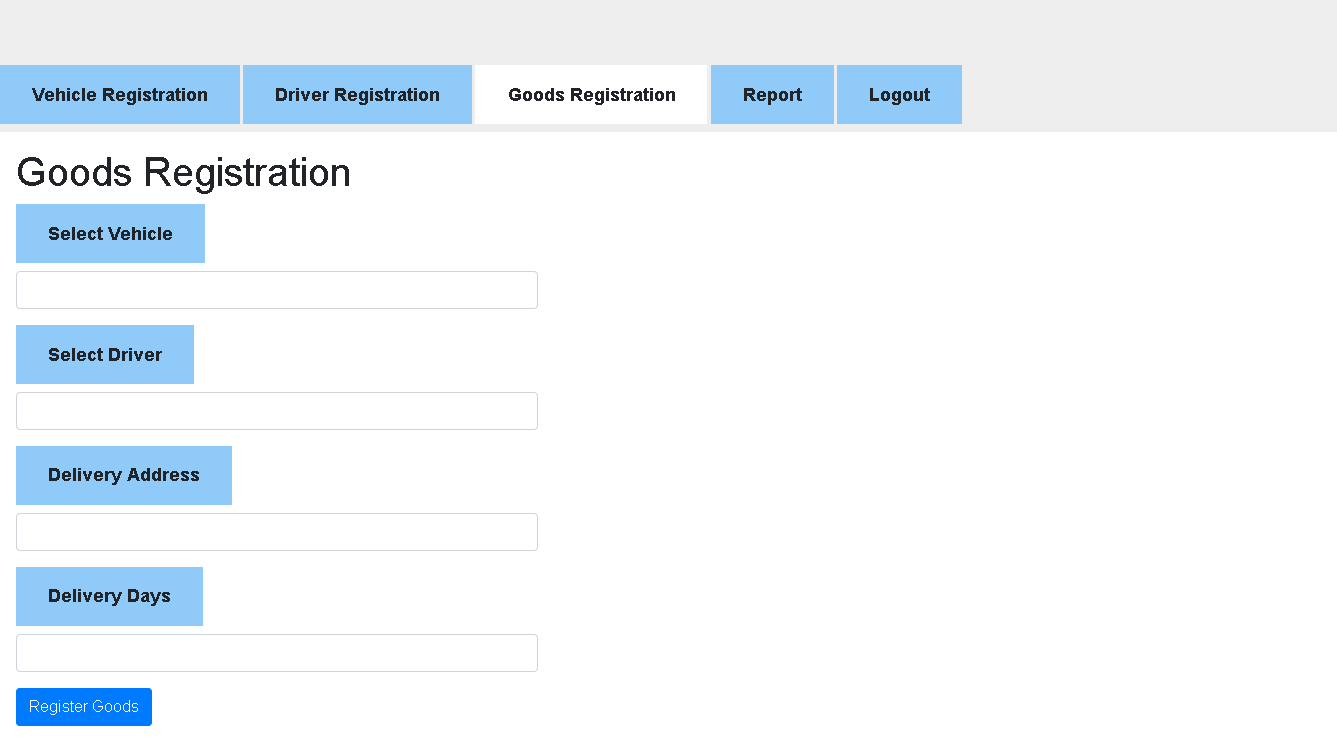 Vehicle Registration Driver Registration Goods Registration Report Logout
Goods Registration
Select Vehicle
Select Driver
Delivery Address
Delivery Days
Register Goods